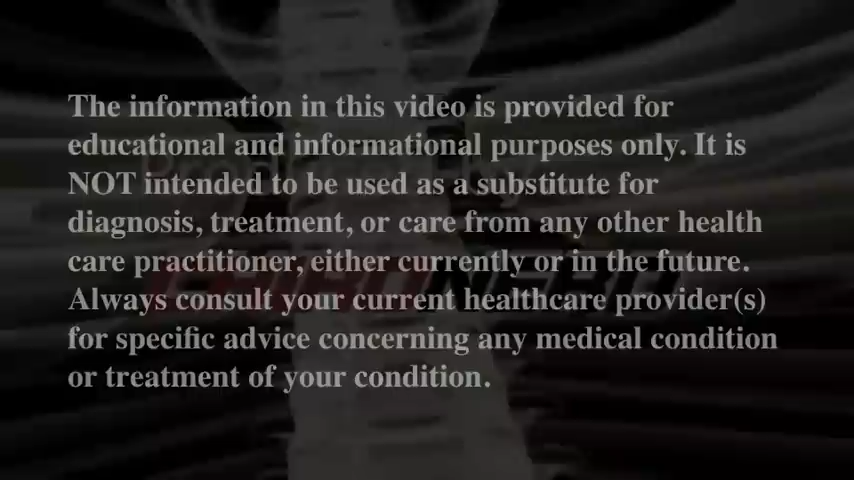 The information in this video is provided for
educational and informational purposes only. It is
NOT intended to be used as a substitute for
diagnosis, treatment, or care from any other health
care practitioner, either currently or in the future.
Always consult your current healthcare provider(s)
for specific advice concerning any medical condition
or treatment of your condition.